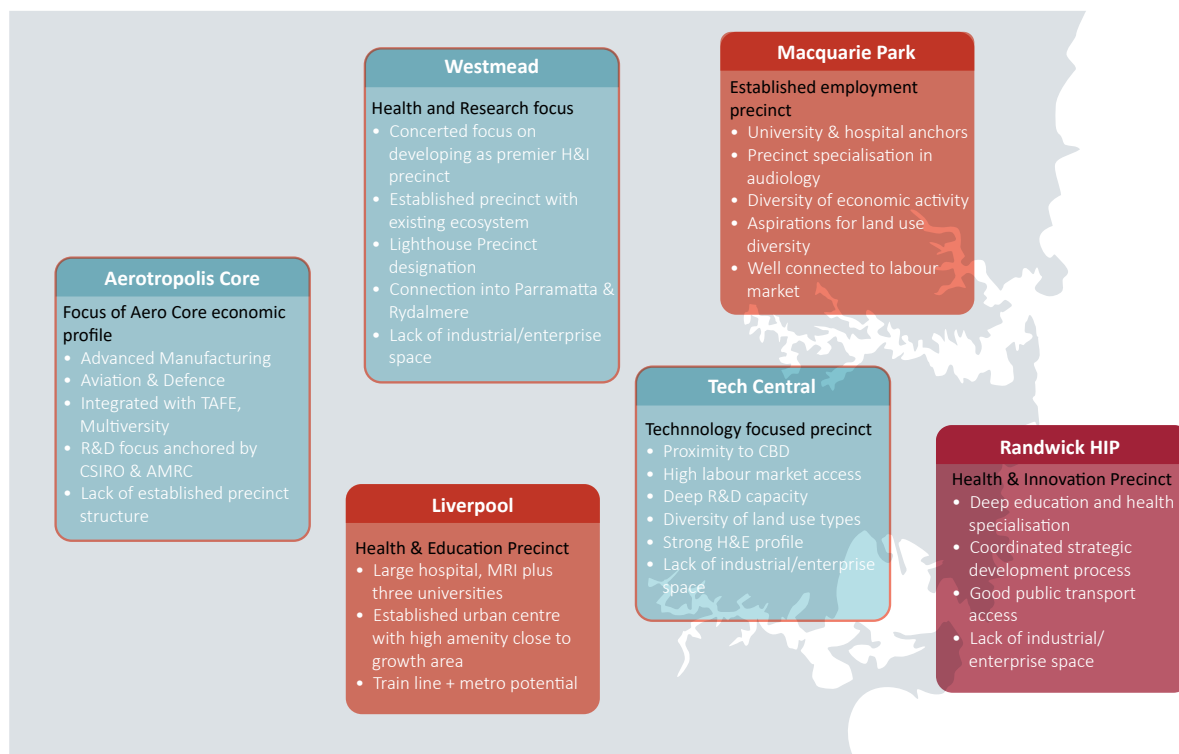 Westmead
Health and Research focus
• Concerted focus on
developing as premier H&I
precinct
• Established precinct with
existing ecosystem
• Lighthouse Precinct
designation
• Connection into Parramatta &
Rydalmere
• Lack of industrial/enterprise
space
Macquarie Park
Established employment
precinct
• University & hospital anchors
• Precinct specialisation in
audiology
• Diversity of economic activity
• Aspirations for land use
diversity
• Well connected to labour
market
Aerotropolis Core
Focus of Aero Core economic
profile
• Advanced Manufacturing
• Aviation & Defence
• Integrated with TAFE,
Multiversity
• R&D focus anchored by
CSIRO & AMRC
• Lack of established precinct
structure
Tech Central
Technnology focused precinct
• Proximity to CBD
• High labour market access
• Deep R&D capacity
• Diversity of land use types
• Strong H&E profile
• Lack of industrial/enterprise
space
Randwick HIP
Health & Innovation Precinct
• Deep education and health
specialisation
• Coordinated strategic
development process
• Good public transport
access
• Lack of industrial/
enterprise space
Liverpool
Health & Education Precinct
• Large hospital, MRI plus
three universities
• Established urban centre
with high amenity close to
growth area
• Train line + metro potential